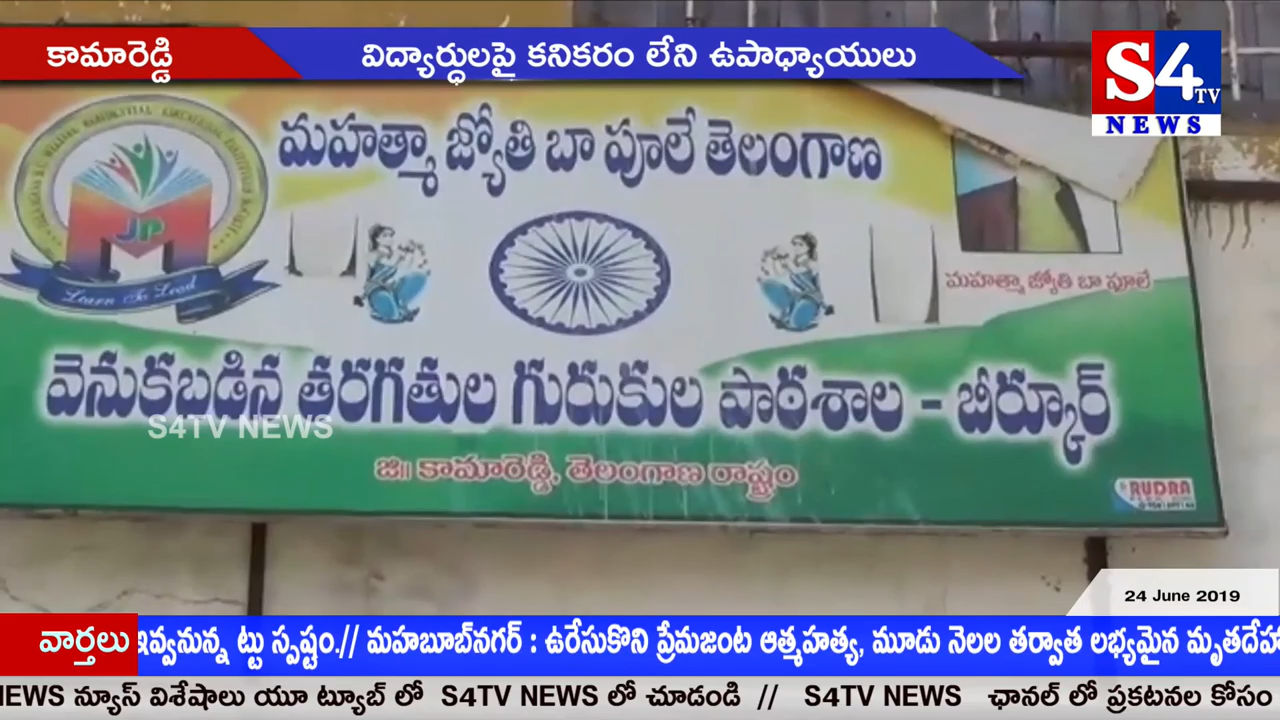 కామారెడ్డి
విద్యార్ధులపై కనికరం లేని ఉపాధ్యాయులు
S4 TV
NEWS
మహాత్మా జ్యోతి బా పూలే తెలంగాణ
JP
Learn To Lead
మహాత్మా జ్యోతి బా పూలే
వెనుకబడిన తరగతుల గురుకుల పాఠశాల - బీర్కూర్
S4TV NEWS
జి॥ కామారెడ్డి, తెలంగాణ రాష్ట్రం
RUDRA
24 June 2019
వార్తలు
ఇవ్వనున్న ట్టు స్పష్టం.// మహబూబ్‌నగర్ : ఉరేసుకొని ప్రేమజంట ఆత్మహత్య, మూడు నెలల తర్వాత లభ్యమైన మృతదేహా
NEWS న్యూస్ విశేషాలు యూ ట్యూబ్ లో S4TV NEWS లో చూడండి // S4TV NEWS ఛానల్ లో ప్రకటనల కోసం